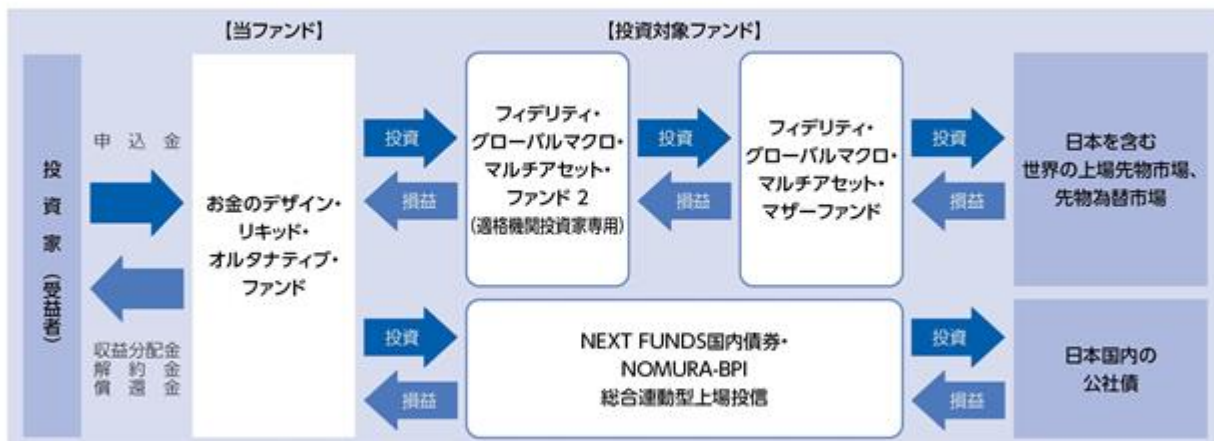 【当ファンド】
【投資対象ファンド】
投資家(受益者)
申込金
収益分配金
解約金
償還金
お金のデザイン・
リキッド・
オルタナティブ・
ファンド
投資
損益
フィデリティ・
グローバルマクロ・
マルチアセット・
ファンド 2
(適格機関投資家専用)
投資
損益
フィデリティ・
グローバルマクロ・
マルチアセット・
マザーファンド
投資
損益
日本を含む
世界の上場先物市場、
先物為替市場
投資
損益
NEXT FUNDS国内債券・
NOMURA-BPI
総合連動型上場投信
投資
損益
日本国内の
公社債